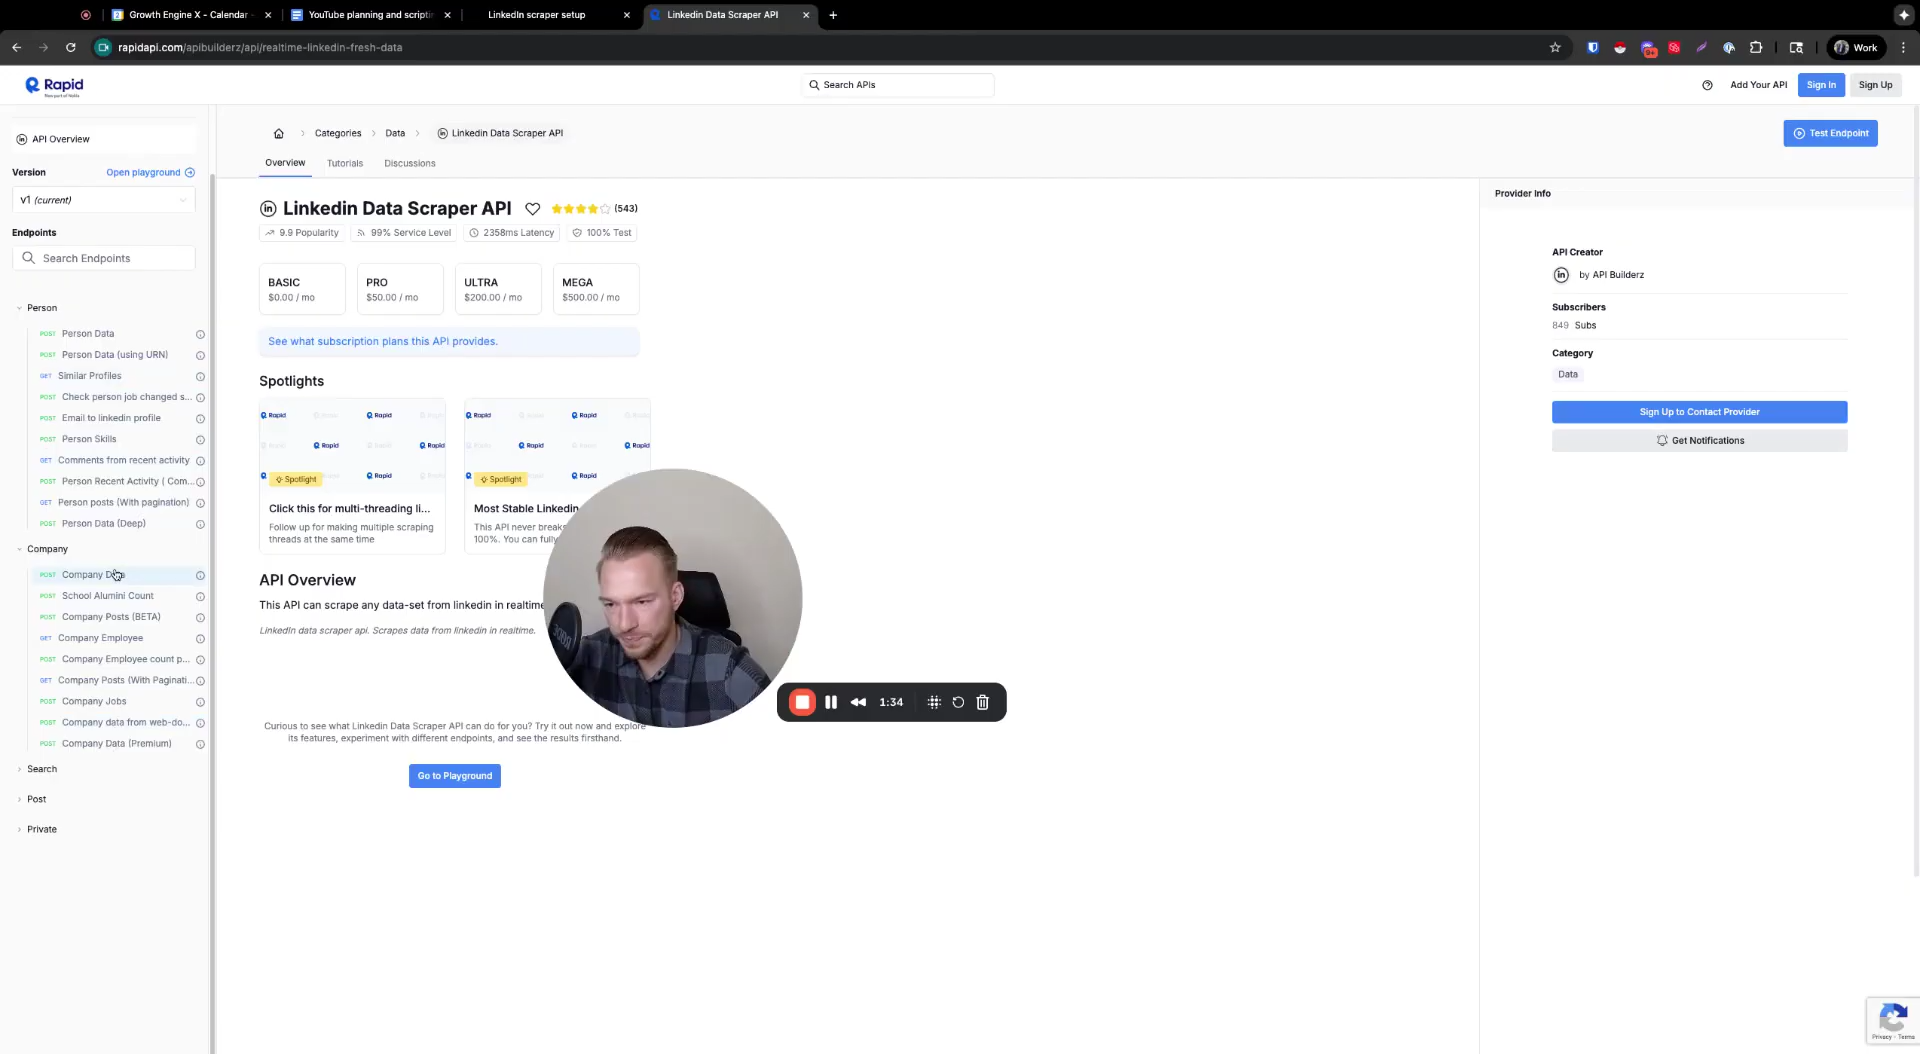 Growth Engine X - Calendar -
YouTube planning and scriptin
LinkedIn scraper setup
Linkedin Data Scraper API
rapidapi.com/apibuilderz/api/realtime-linkedin-fresh-data
Work
Rapid
Search APIs
Add Your API
Sign In
Sign Up
API Overview
Version
Open playground
v1 (current)
Endpoints
Search Endpoints
Person
POST Person Data
POST Person Data (using URN)
GET Similar Profiles
POST Check person job changed s...
POST Email to linkedin profile
POST Person Skills
GET Comments from recent activity
POST Person Recent Activity ( Com...
GET Person posts (With pagination)
POST Person Data (Deep)
Company
POST Company
POST School Alumini Count
POST Company Posts (BETA)
GET Company Employee
POST Company Employee count p...
GET Company Posts (With Paginati...
POST Company Jobs
POST Company data from web-do...
POST Company Data (Premium)
Search
Post
Private
Categories
Data
Linkedin Data Scraper API
Test Endpoint
Overview
Tutorials
Discussions
Linkedin Data Scraper API
(543)
9.9 Popularity
99% Service Level
2358ms Latency
100% Test
BASIC
$0.00 / mo
PRO
$50.00 / mo
ULTRA
$200.00 / mo
MEGA
$500.00 / mo
See what subscription plans this API provides.
Spotlights
Rapid Rapid
Rapid Rapid
Spotlight Rapid
Click this for multi-threading li...
Follow up for making multiple scraping
threads at the same time
Rapid Rapid
Rapid Rapid
Spotlight Rapid
Most Stable Linkedin
This API never breaks
100%. You can fully
API Overview
This API can scrape any data-set from linkedin in realtime
LinkedIn data scraper api. Scrapes data from linkedin in realtime.
1:34
Curious to see what Linkedin Data Scraper API can do for you? Try it out now and explore
its features, experiment with different endpoints, and see the results firsthand.
Go to Playground
Provider Info
API Creator
by API Builderz
Subscribers
849 Subs
Category
Data
Sign Up to Contact Provider
Get Notifications
Privacy - Terms